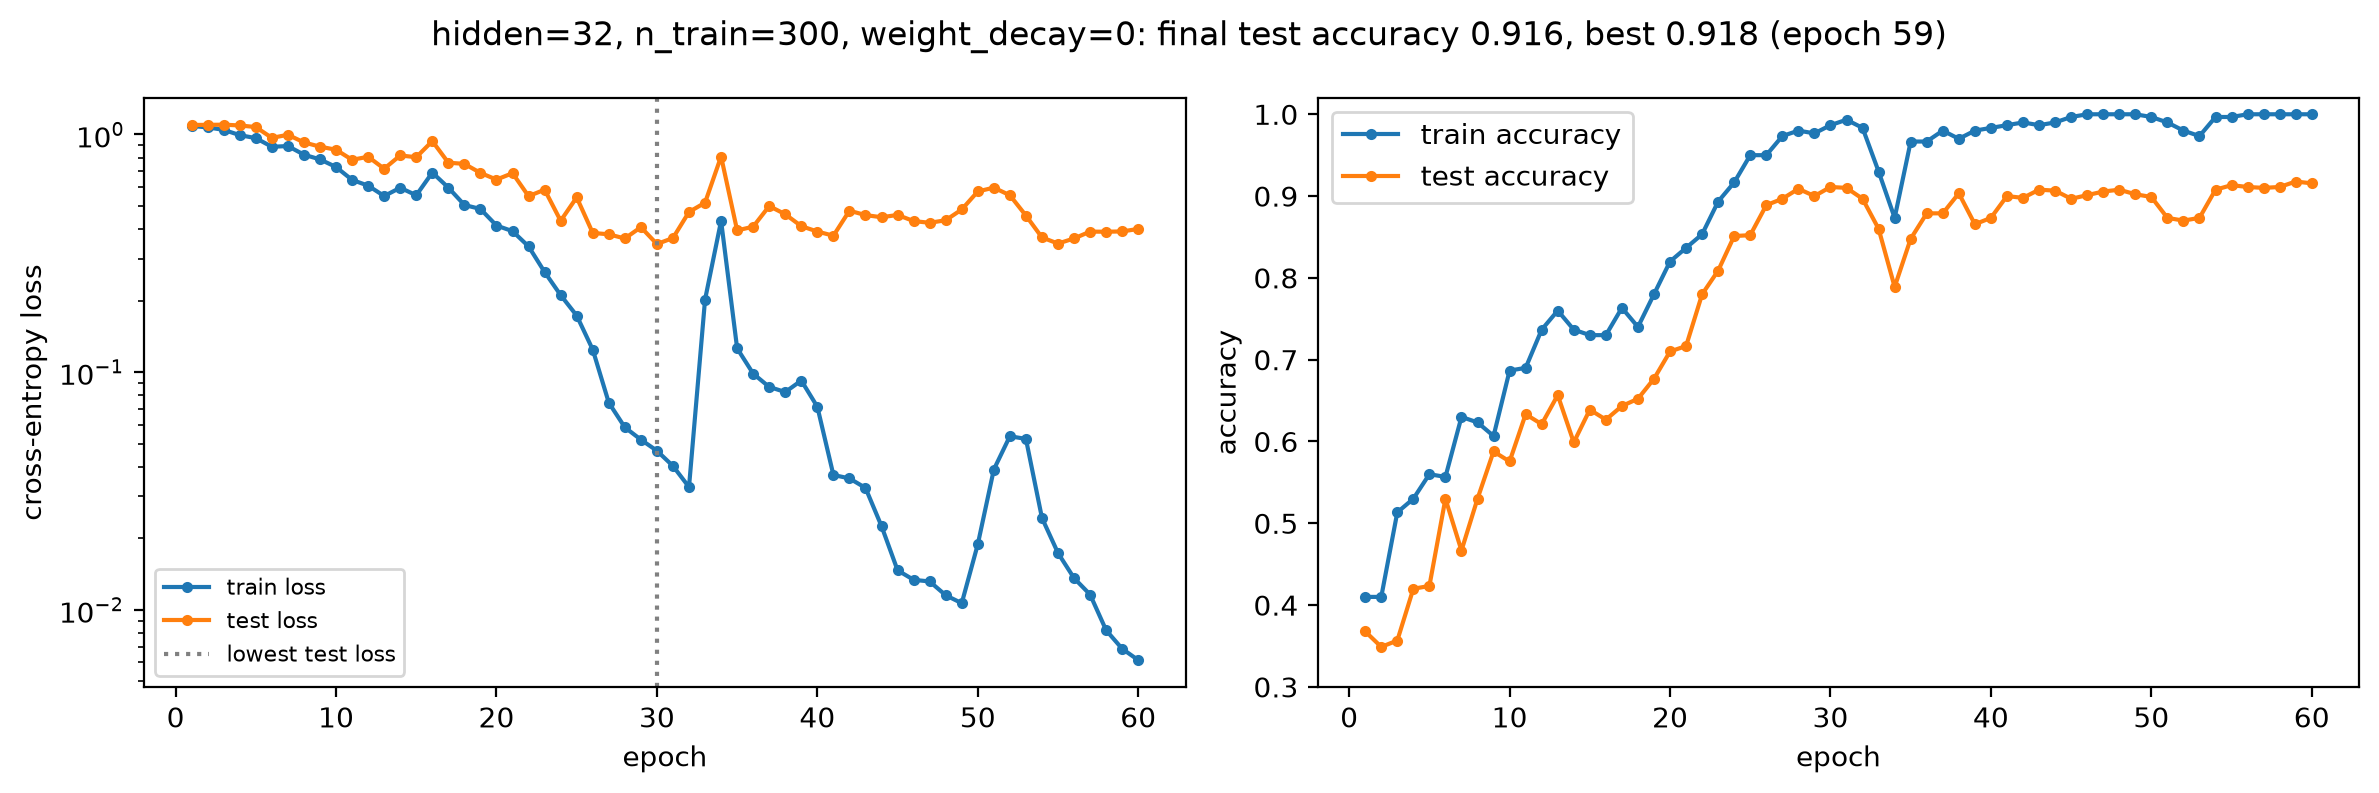 hidden=32, n_train=300, weight_decay=0: final test accuracy 0.916, best 0.918 (epoch 59)
cross-entropy loss
10⁰
10⁻¹
10⁻²
train loss
test loss
lowest test loss
0 10 20 30 40 50 60
epoch
accuracy
1.0
0.9
0.8
0.7
0.6
0.5
0.4
0.3
train accuracy
test accuracy
0 10 20 30 40 50 60
epoch